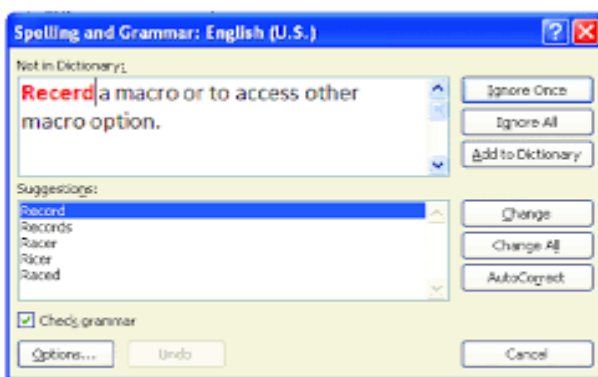 Spelling and Grammar: English (U.S.)
Not in Dictionary:
Recerd a macro or to access other
macro option.
Ignore Once
Ignore All
Add to Dictionary
Suggestions:
Record
Records
Racer
Ricer
Raced
Change
Change All
AutoCorrect
Check grammar
Options...
Undo
Cancel